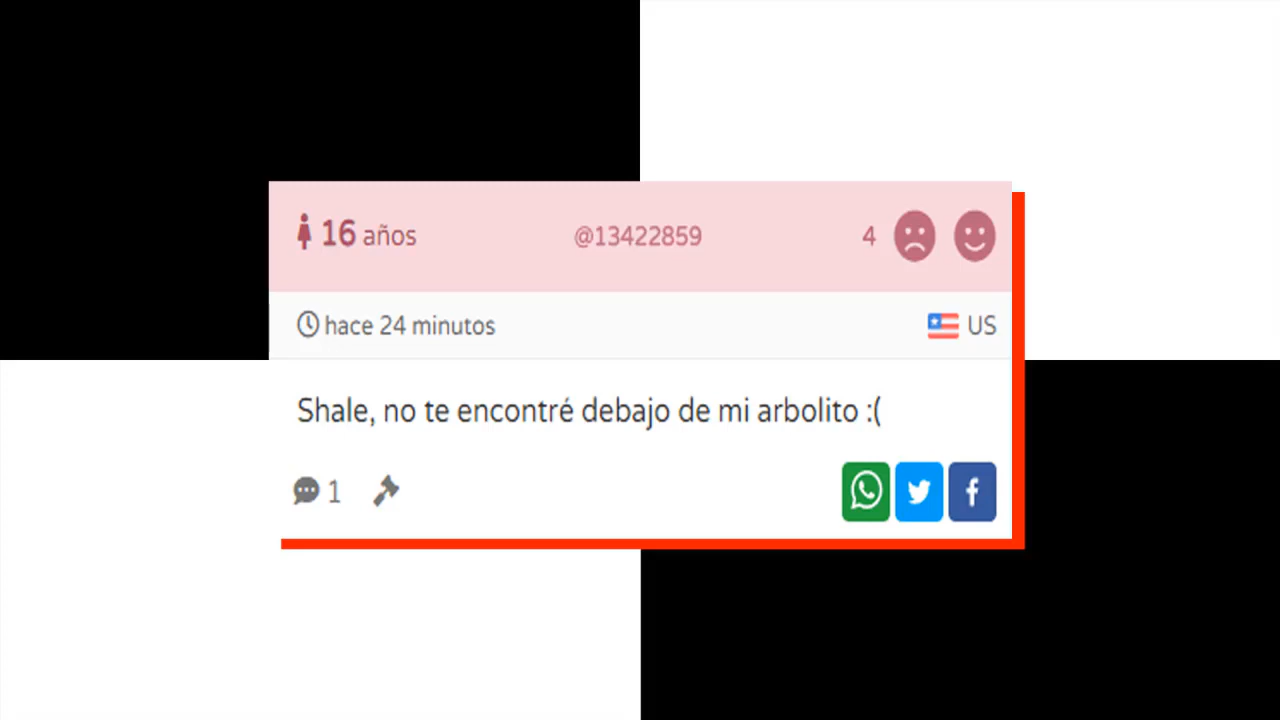 16 años @13422859 4
hace 24 minutos US
Shale, no te encontré debajo de mi arbolito :(
1